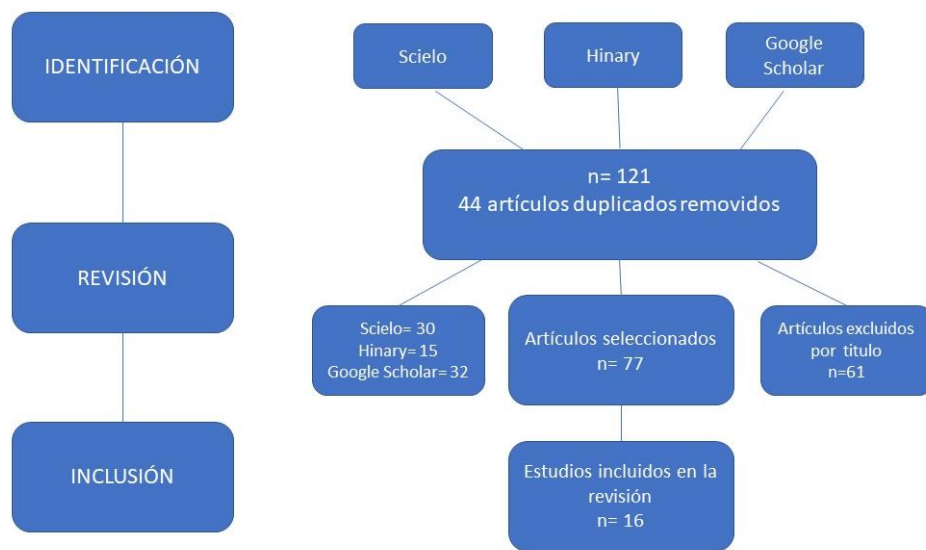 IDENTIFICACIÓN
Scielo
Hinary
Google
Scholar
n= 121
44 artículos duplicados removidos
REVISIÓN
Scielo= 30
Hinary= 15
Google Scholar= 32
Artículos seleccionados
n= 77
Artículos excluidos
por titulo
n=61
INCLUSIÓN
Estudios incluidos en la
revisión
n= 16